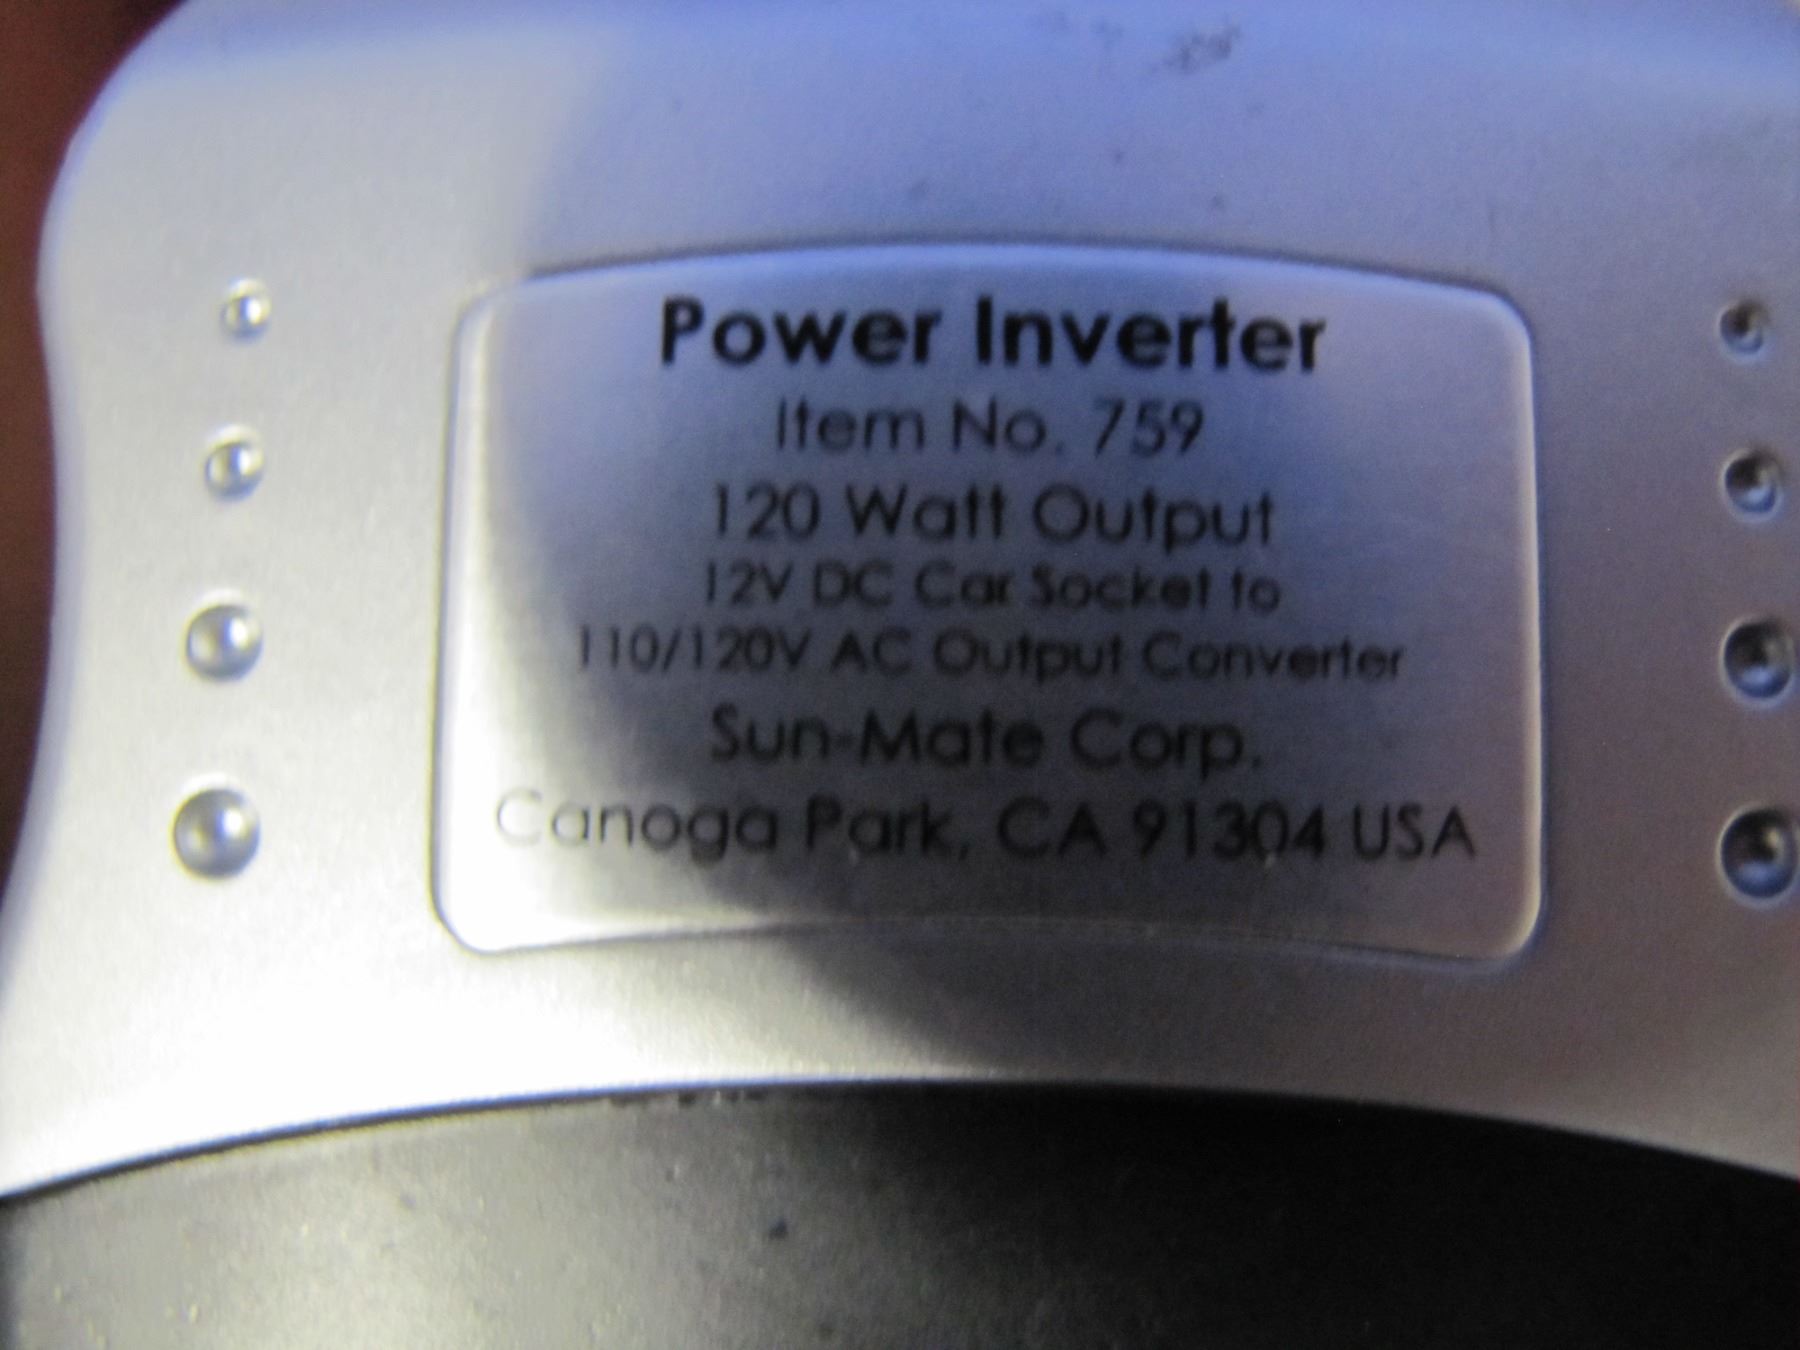 Power Inverter
Item No. 759
120 Watt Output
12V DC Car Socket to
110/120V AC Output Converter
Sun-Mate Corp.
Canoga Park, CA 91304 USA